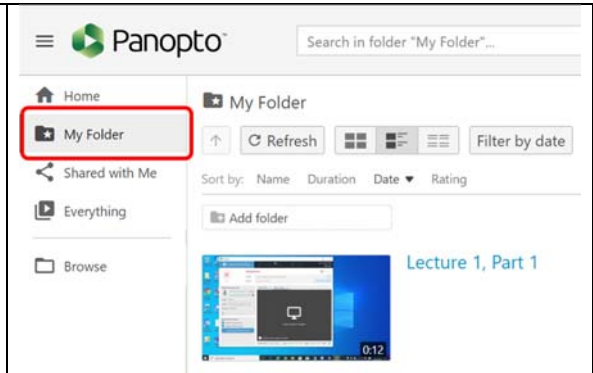 Panopto
Search in folder "My Folder"...
Home
My Folder
Shared with Me
Everything
Browse
My Folder
Refresh
Filter by date
Sort by: Name Duration Date ▼ Rating
Add folder
Lecture 1, Part 1
0:12